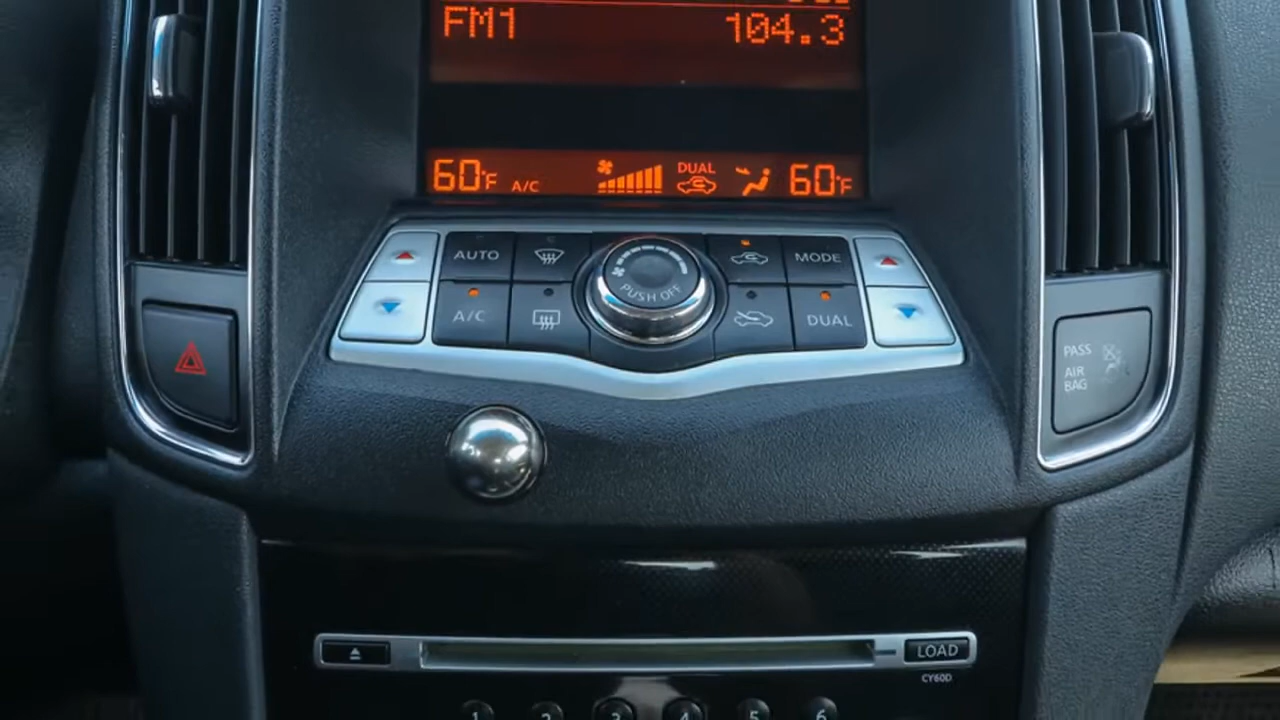 FM1 104.3
60°F A/C DUAL 60°F
AUTO MODE
PUSH OFF
A/C DUAL
PASS
AIR
BAG
LOAD
CY60D
1 2 3 4 5 6